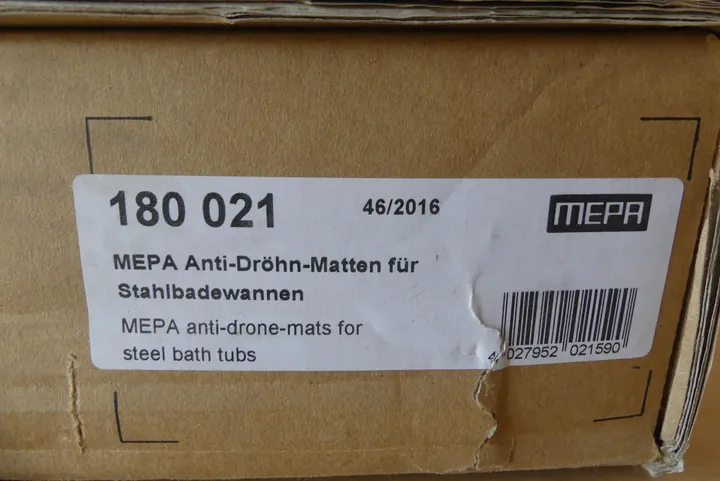 180 021 46/2016 MEPA
MEPA Anti-Dröhn-Matten für
Stahlbadewannen
MEPA anti-drone-mats for
steel bath tubs
4 027952 021590